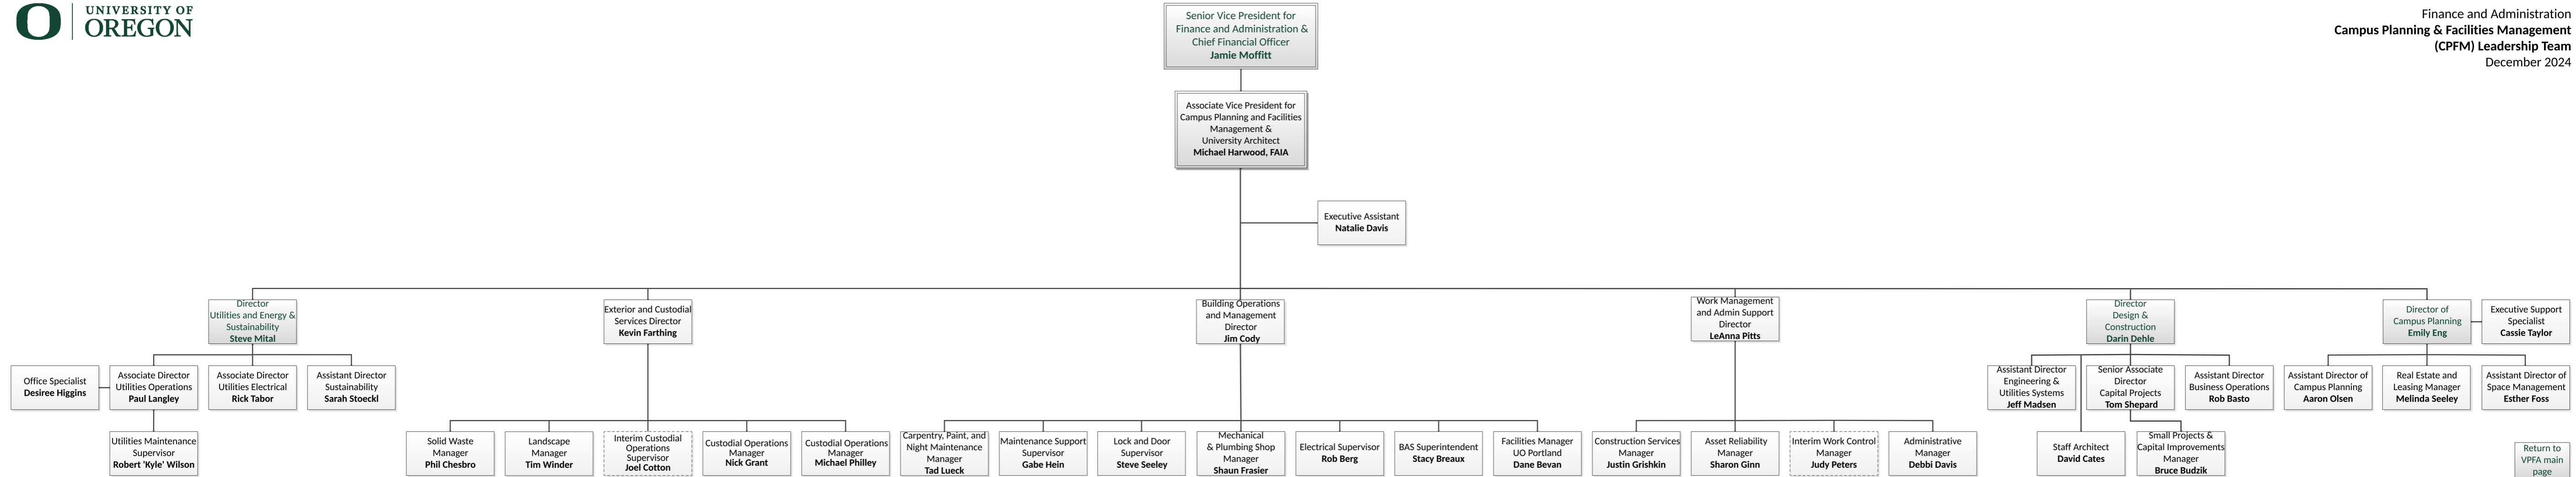 UNIVERSITY OF
OREGON
Finance and Administration
Campus Planning & Facilities Management
(CPFM) Leadership Team
December 2024
Senior Vice President for
Finance and Administration &
Chief Financial Officer
Jamie Moffitt
Associate Vice President for
Campus Planning and Facilities
Management &
University Architect
Michael Harwood, FAIA
Executive Assistant
Natalie Davis
Director
Utilities and Energy &
Sustainability
Steve Mital
Exterior and Custodial
Services Director
Kevin Farthing
Building Operations
and Management
Director
Jim Cody
Work Management
and Admin Support
Director
LeAnna Pitts
Director
Design &
Construction
Darin Dehle
Director of
Campus Planning
Emily Eng
Executive Support
Specialist
Cassie Taylor
Office Specialist
Desiree Higgins
Associate Director
Utilities Operations
Paul Langley
Associate Director
Utilities Electrical
Rick Tabor
Assistant Director
Sustainability
Sarah Stoeckl
Assistant Director
Engineering &
Utilities Systems
Jeff Madsen
Senior Associate
Director
Capital Projects
Tom Shepard
Assistant Director
Business Operations
Rob Basto
Assistant Director of
Campus Planning
Aaron Olsen
Real Estate and
Leasing Manager
Melinda Seeley
Assistant Director of
Space Management
Esther Foss
Utilities Maintenance
Supervisor
Robert 'Kyle' Wilson
Solid Waste
Manager
Phil Chesbro
Landscape
Manager
Tim Winder
Interim Custodial
Operations
Supervisor
Joel Cotton
Custodial Operations
Manager
Nick Grant
Custodial Operations
Manager
Michael Philley
Carpentry, Paint, and
Night Maintenance
Manager
Tad Lueck
Maintenance Support
Supervisor
Gabe Hein
Lock and Door
Supervisor
Steve Seeley
Mechanical
& Plumbing Shop
Manager
Shaun Frasier
Electrical Supervisor
Rob Berg
BAS Superintendent
Stacy Breaux
Facilities Manager
UO Portland
Dane Bevan
Construction Services
Manager
Justin Grishkin
Asset Reliability
Manager
Sharon Ginn
Interim Work Control
Manager
Judy Peters
Administrative
Manager
Debbi Davis
Staff Architect
David Cates
Small Projects &
Capital Improvements
Manager
Bruce Budzik
Return to
VPFA main
page